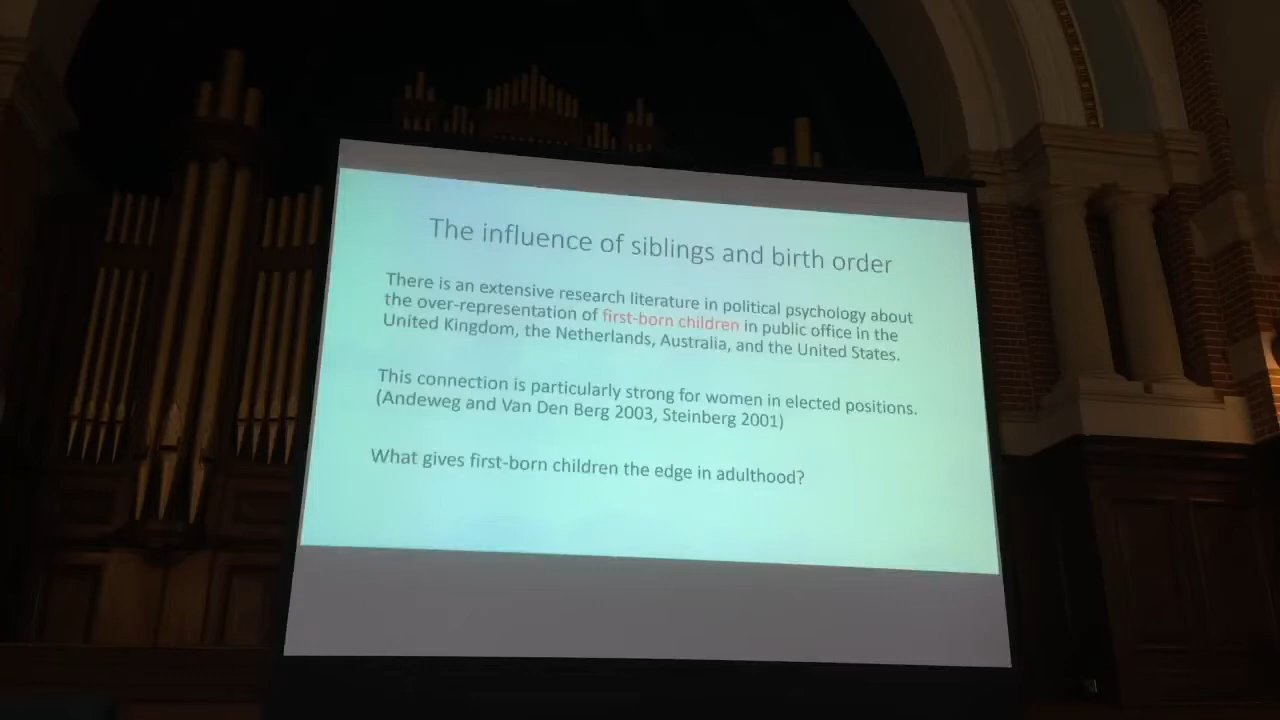 The influence of siblings and birth order
There is an extensive research literature in political psychology about
the over-representation of first-born children in public office in the
United Kingdom, the Netherlands, Australia, and the United States.
This connection is particularly strong for women in elected positions.
(Andeweg and Van Den Berg 2003, Steinberg 2001)
What gives first-born children the edge in adulthood?